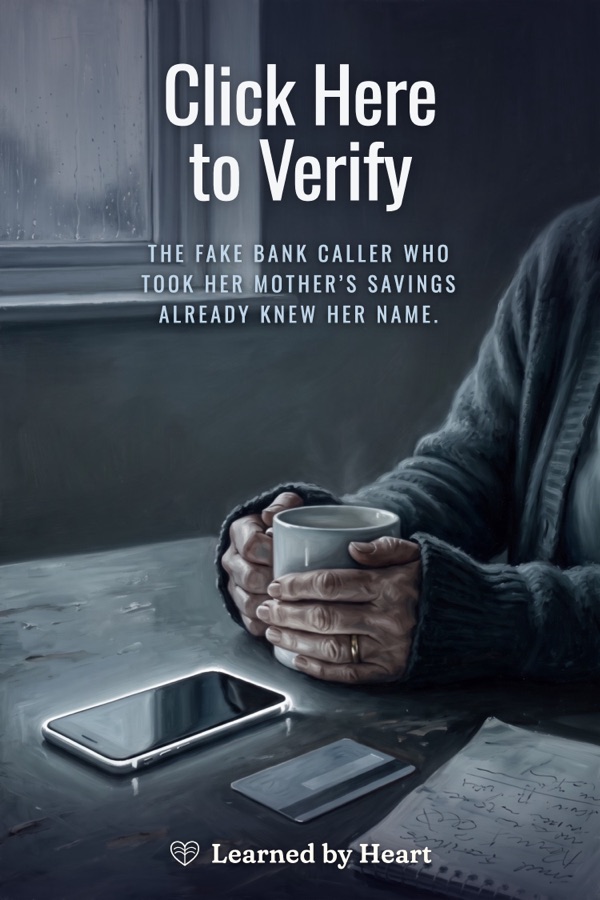 Click Here
to Verify
THE FAKE BANK CALLER WHO
TOOK HER MOTHER’S SAVINGS
ALREADY KNEW HER NAME.
Learned by Heart